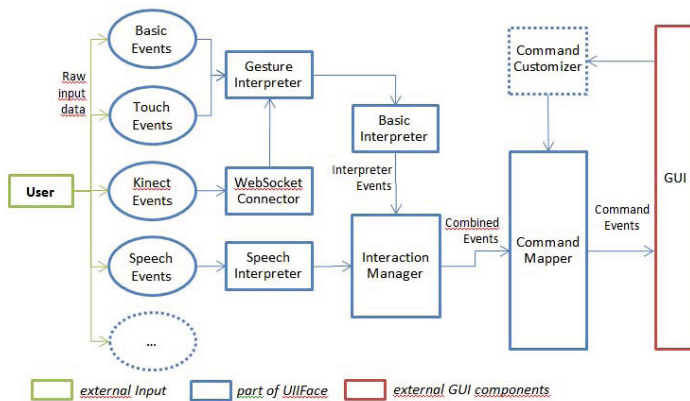 Basic
Events
Raw
input
data
Touch
Events
User
Kinect
Events
Speech
Events
...
Gesture
Interpreter
WebSocket
Connector
Speech
Interpreter
Basic
Interpreter
Interpreter
Events
Interaction
Manager
Combined
Events
Command
Customizer
Command
Mapper
Command
Events
GUI
external Input
part of UIIFace
external GUI components